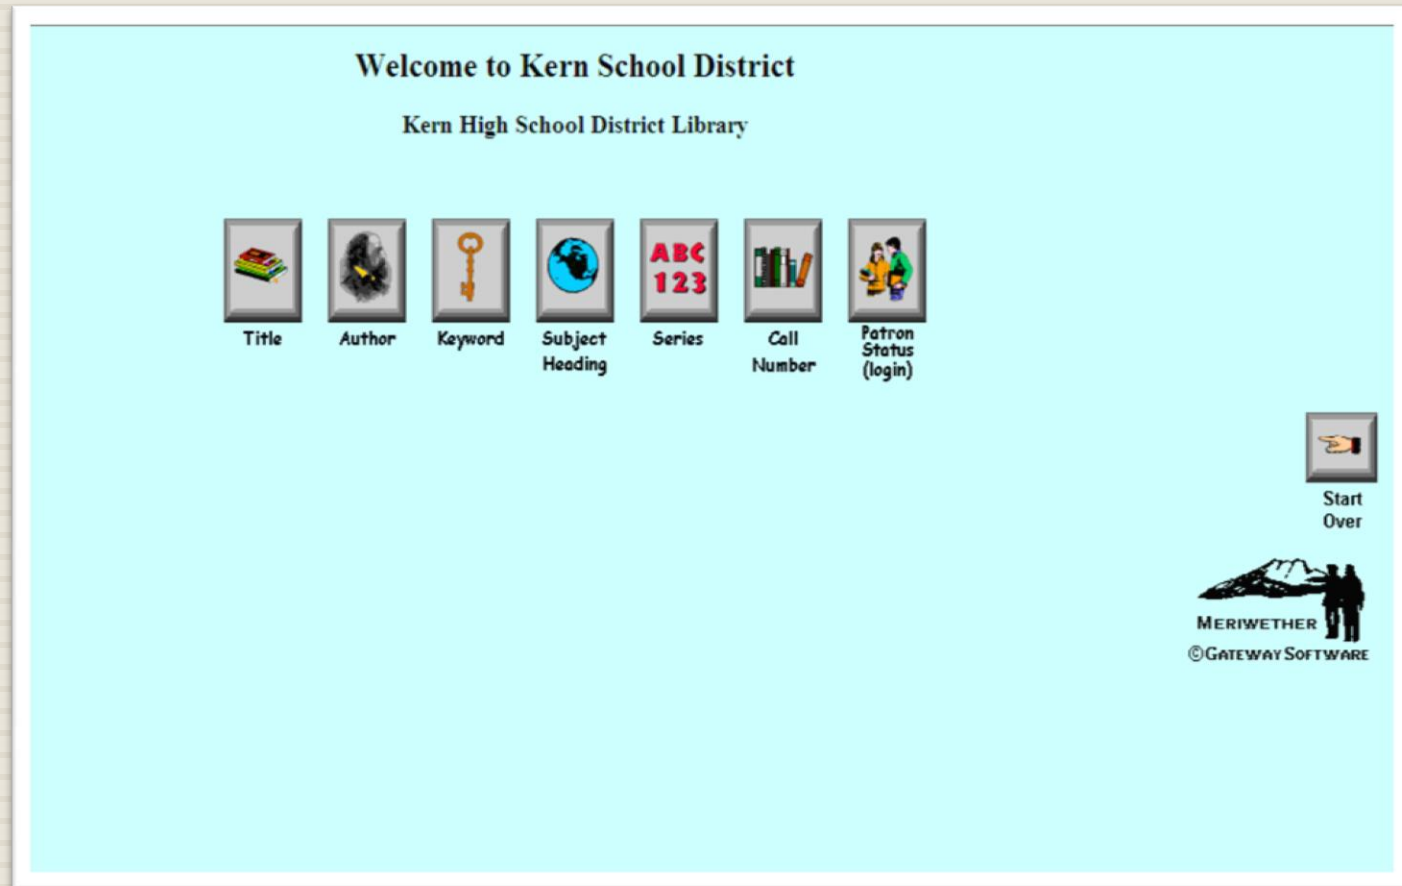 Welcome to Kern School District
Kern High School District Library
ABC
123
Title
Author
Keyword
Subject
Heading
Series
Call
Number
Patron
Status
(login)
Start
Over
MERIWETHER
©GATEWAY SOFTWARE